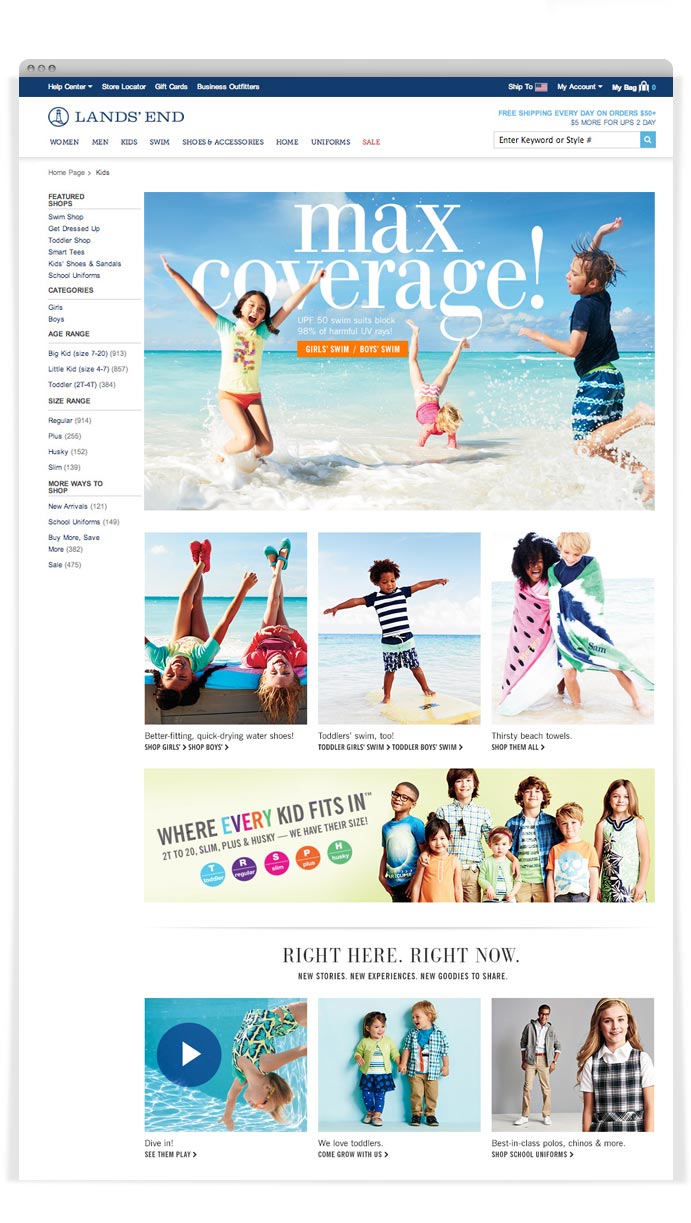 Help Center Store Locator Gift Cards Business Outfitters
Ship To My Account My Bag 0
LANDS' END
FREE SHIPPING EVERY DAY ON ORDERS $50+
$5 MORE FOR UPS 2 DAY
WOMEN MEN KIDS SWIM SHOES & ACCESSORIES HOME UNIFORMS SALE
Enter Keyword or Style #
Home Page > Kids
FEATURED
SHOPS
Swim Shop
Get Dressed Up
Toddler Shop
Smart Tees
Kids' Shoes & Sandals
School Uniforms
CATEGORIES
Girls
Boys
AGE RANGE
Big Kid (size 7-20) (913)
Little Kid (size 4-7) (857)
Toddler (2T-4T) (384)
SIZE RANGE
Regular (914)
Plus (255)
Husky (152)
Slim (139)
MORE WAYS TO
SHOP
New Arrivals (121)
School Uniforms (149)
Buy More, Save
More (382)
Sale (475)
max
coverage!
UPF 50 swim suits block
98% of harmful UV rays!
GIRLS' SWIM / BOYS' SWIM
Sam
Better-fitting, quick-drying water shoes!
SHOP GIRLS' > SHOP BOYS' >
Toddlers' swim, too!
TODDLER GIRLS' SWIM > TODDLER BOYS' SWIM >
Thirsty beach towels.
SHOP THEM ALL >
WHERE EVERY KID FITS IN™
2T TO 20, SLIM, PLUS & HUSKY — WE HAVE THEIR SIZE!
T toddler
R regular
S slim
P plus
H husky
RIGHT HERE. RIGHT NOW.
NEW STORIES. NEW EXPERIENCES. NEW GOODIES TO SHARE.
Dive in!
SEE THEM PLAY >
We love toddlers.
COME GROW WITH US >
Best-in-class polos, chinos & more.
SHOP SCHOOL UNIFORMS >